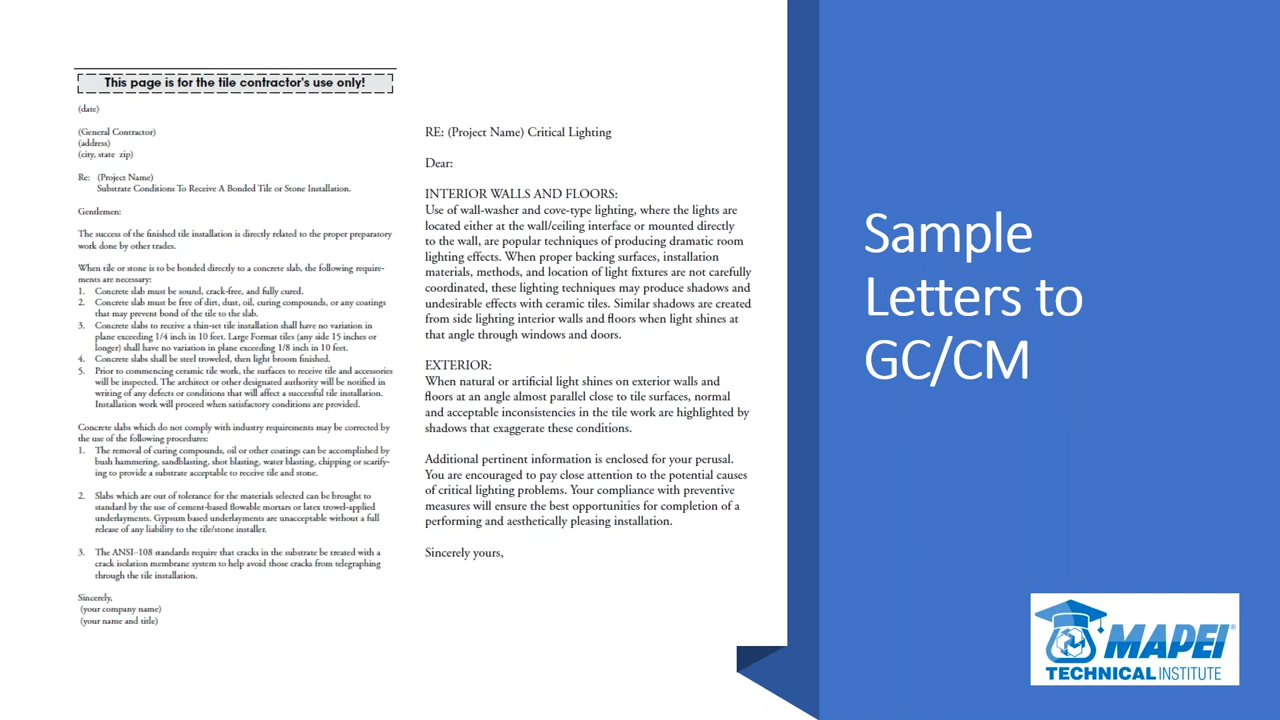 This page is for the tile contractor's use only!
(date)
(General Contractor)
(address)
(city, state  zip)
Re:   (Project Name)
Substrate Conditions To Receive A Bonded Tile or Stone Installation.
Gentlemen:
The success of the finished tile installation is directly related to the proper preparatory
work done by other trades.
When tile or stone is to be bonded directly to a concrete slab, the following require-
ments are necessary:
1.   Concrete slab must be sound, crack-free, and fully cured.
2.   Concrete slab must be free of dirt, dust, oil, curing compounds, or any coatings
that may prevent bond of the tile to the slab.
3.   Concrete slabs to receive a thin-set tile installation shall have no variation in
plane exceeding 1/4 inch in 10 feet. Large Format tiles (any side 15 inches or
longer) shall have no variation in plane exceeding 1/8 inch in 10 feet.
4.   Concrete slabs shall be steel troweled, then light broom finished.
5.   Prior to commencing ceramic tile work, the surfaces to receive tile and accessories
will be inspected. The architect or other designated authority will be notified in
writing of any defects or conditions that will affect a successful tile installation.
Installation work will proceed when satisfactory conditions are provided.
Concrete slabs which do not comply with industry requirements may be corrected by
the use of the following procedures:
1.   The removal of curing compounds, oil or other coatings can be accomplished by
bush hammering, sandblasting, shot blasting, water blasting, chipping or scarify-
ing to provide a substrate acceptable to receive tile and stone.
2.   Slabs which are out of tolerance for the materials selected can be brought to
standard by the use of cement-based flowable mortars or latex trowel-applied
underlayments. Gypsum based underlayments are unacceptable without a full
release of any liability to the tile/stone installer.
3.   The ANSI–108 standards require that cracks in the substrate be treated with a
crack isolation membrane system to help avoid those cracks from telegraphing
through the tile installation.
Sincerely,
(your company name)
(your name and title)
RE: (Project Name) Critical Lighting
Dear:
INTERIOR WALLS AND FLOORS:
Use of wall-washer and cove-type lighting, where the lights are
located either at the wall/ceiling interface or mounted directly
to the wall, are popular techniques of producing dramatic room
lighting effects. When proper backing surfaces, installation
materials, methods, and location of light fixtures are not carefully
coordinated, these lighting techniques may produce shadows and
undesirable effects with ceramic tiles. Similar shadows are created
from side lighting interior walls and floors when light shines at
that angle through windows and doors.
EXTERIOR:
When natural or artificial light shines on exterior walls and
floors at an angle almost parallel close to tile surfaces, normal
and acceptable inconsistencies in the tile work are highlighted by
shadows that exaggerate these conditions.
Additional pertinent information is enclosed for your perusal.
You are encouraged to pay close attention to the potential causes
of critical lighting problems. Your compliance with preventive
measures will ensure the best opportunities for completion of a
performing and aesthetically pleasing installation.
Sincerely yours,
Sample
Letters to
GC/CM
MAPEI®
TECHNICAL INSTITUTE